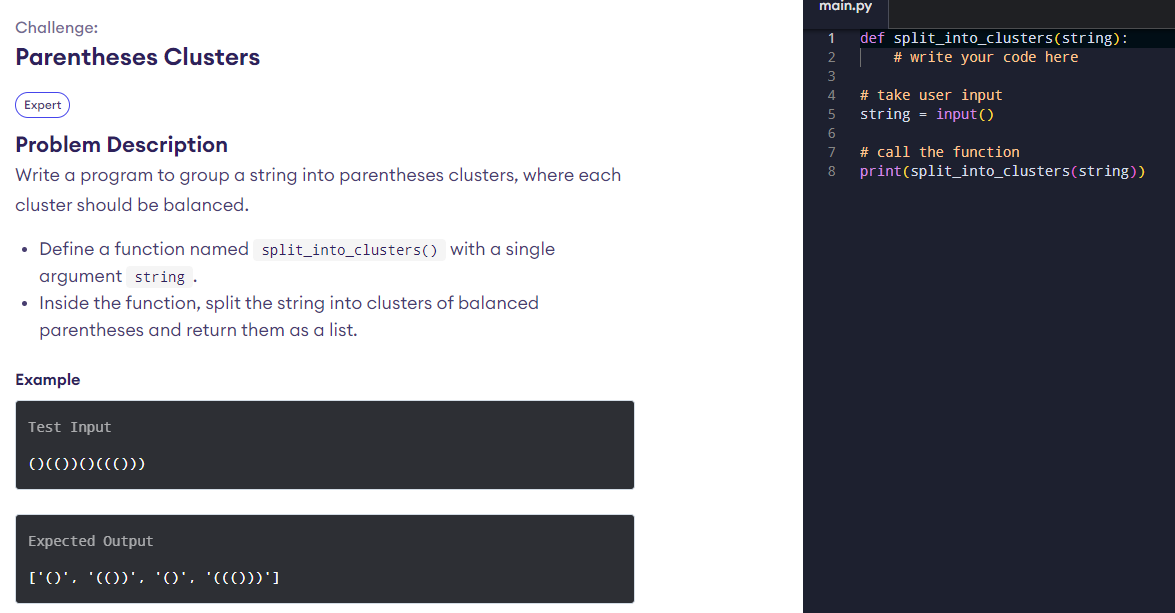 Challenge:
Parentheses Clusters
Expert
Problem Description
Write a program to group a string into parentheses clusters, where each
cluster should be balanced.
• Define a function named split_into_clusters() with a single
argument string .
• Inside the function, split the string into clusters of balanced
parentheses and return them as a list.
Example
Test Input
()(())()((()))
Expected Output
['()', '(())', '()', '((()))']
main.py
1 def split_into_clusters(string):
2     # write your code here
3
4 # take user input
5 string = input()
6
7 # call the function
8 print(split_into_clusters(string))